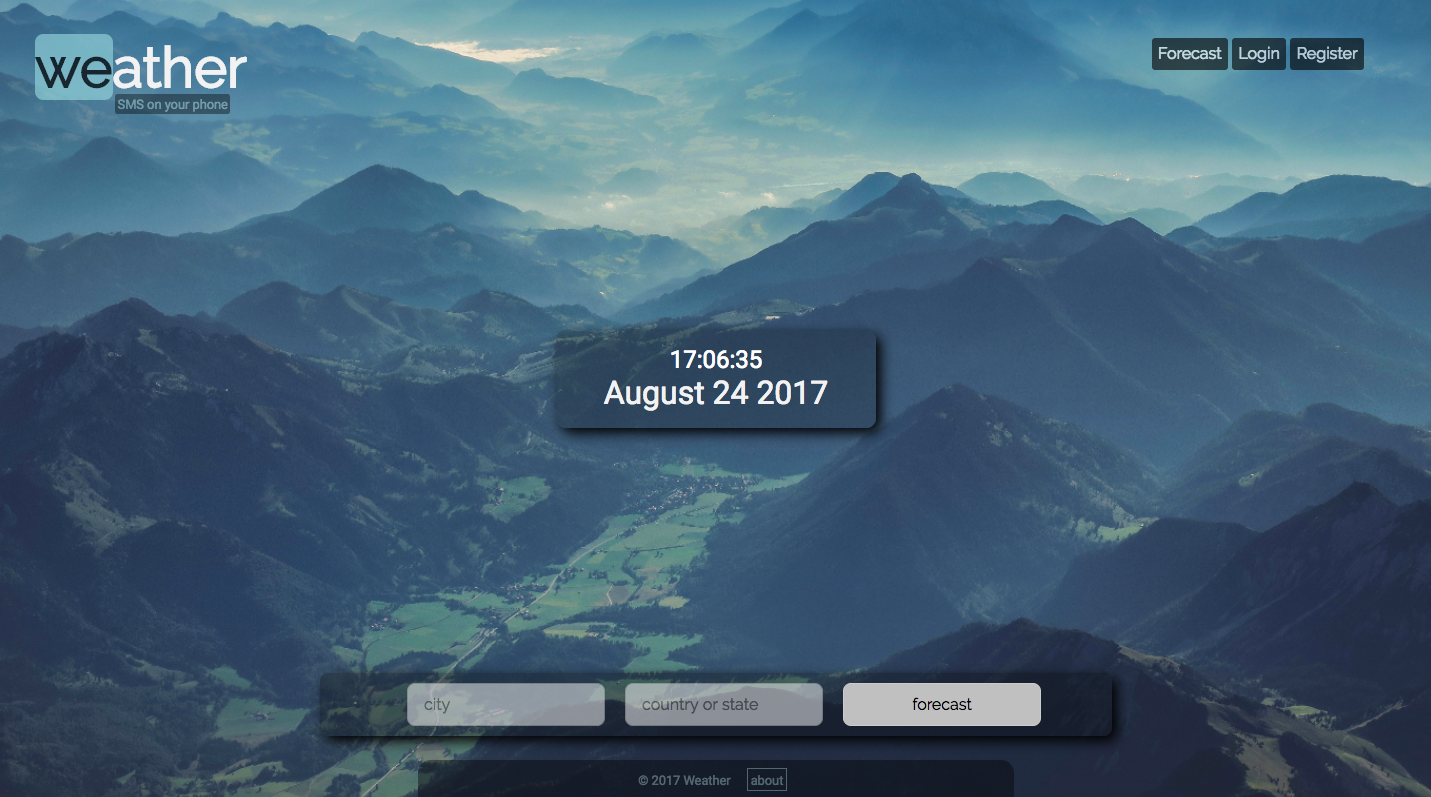 weather
SMS on your phone
Forecast Login Register
17:06:35
August 24 2017
city country or state forecast
© 2017 Weather about